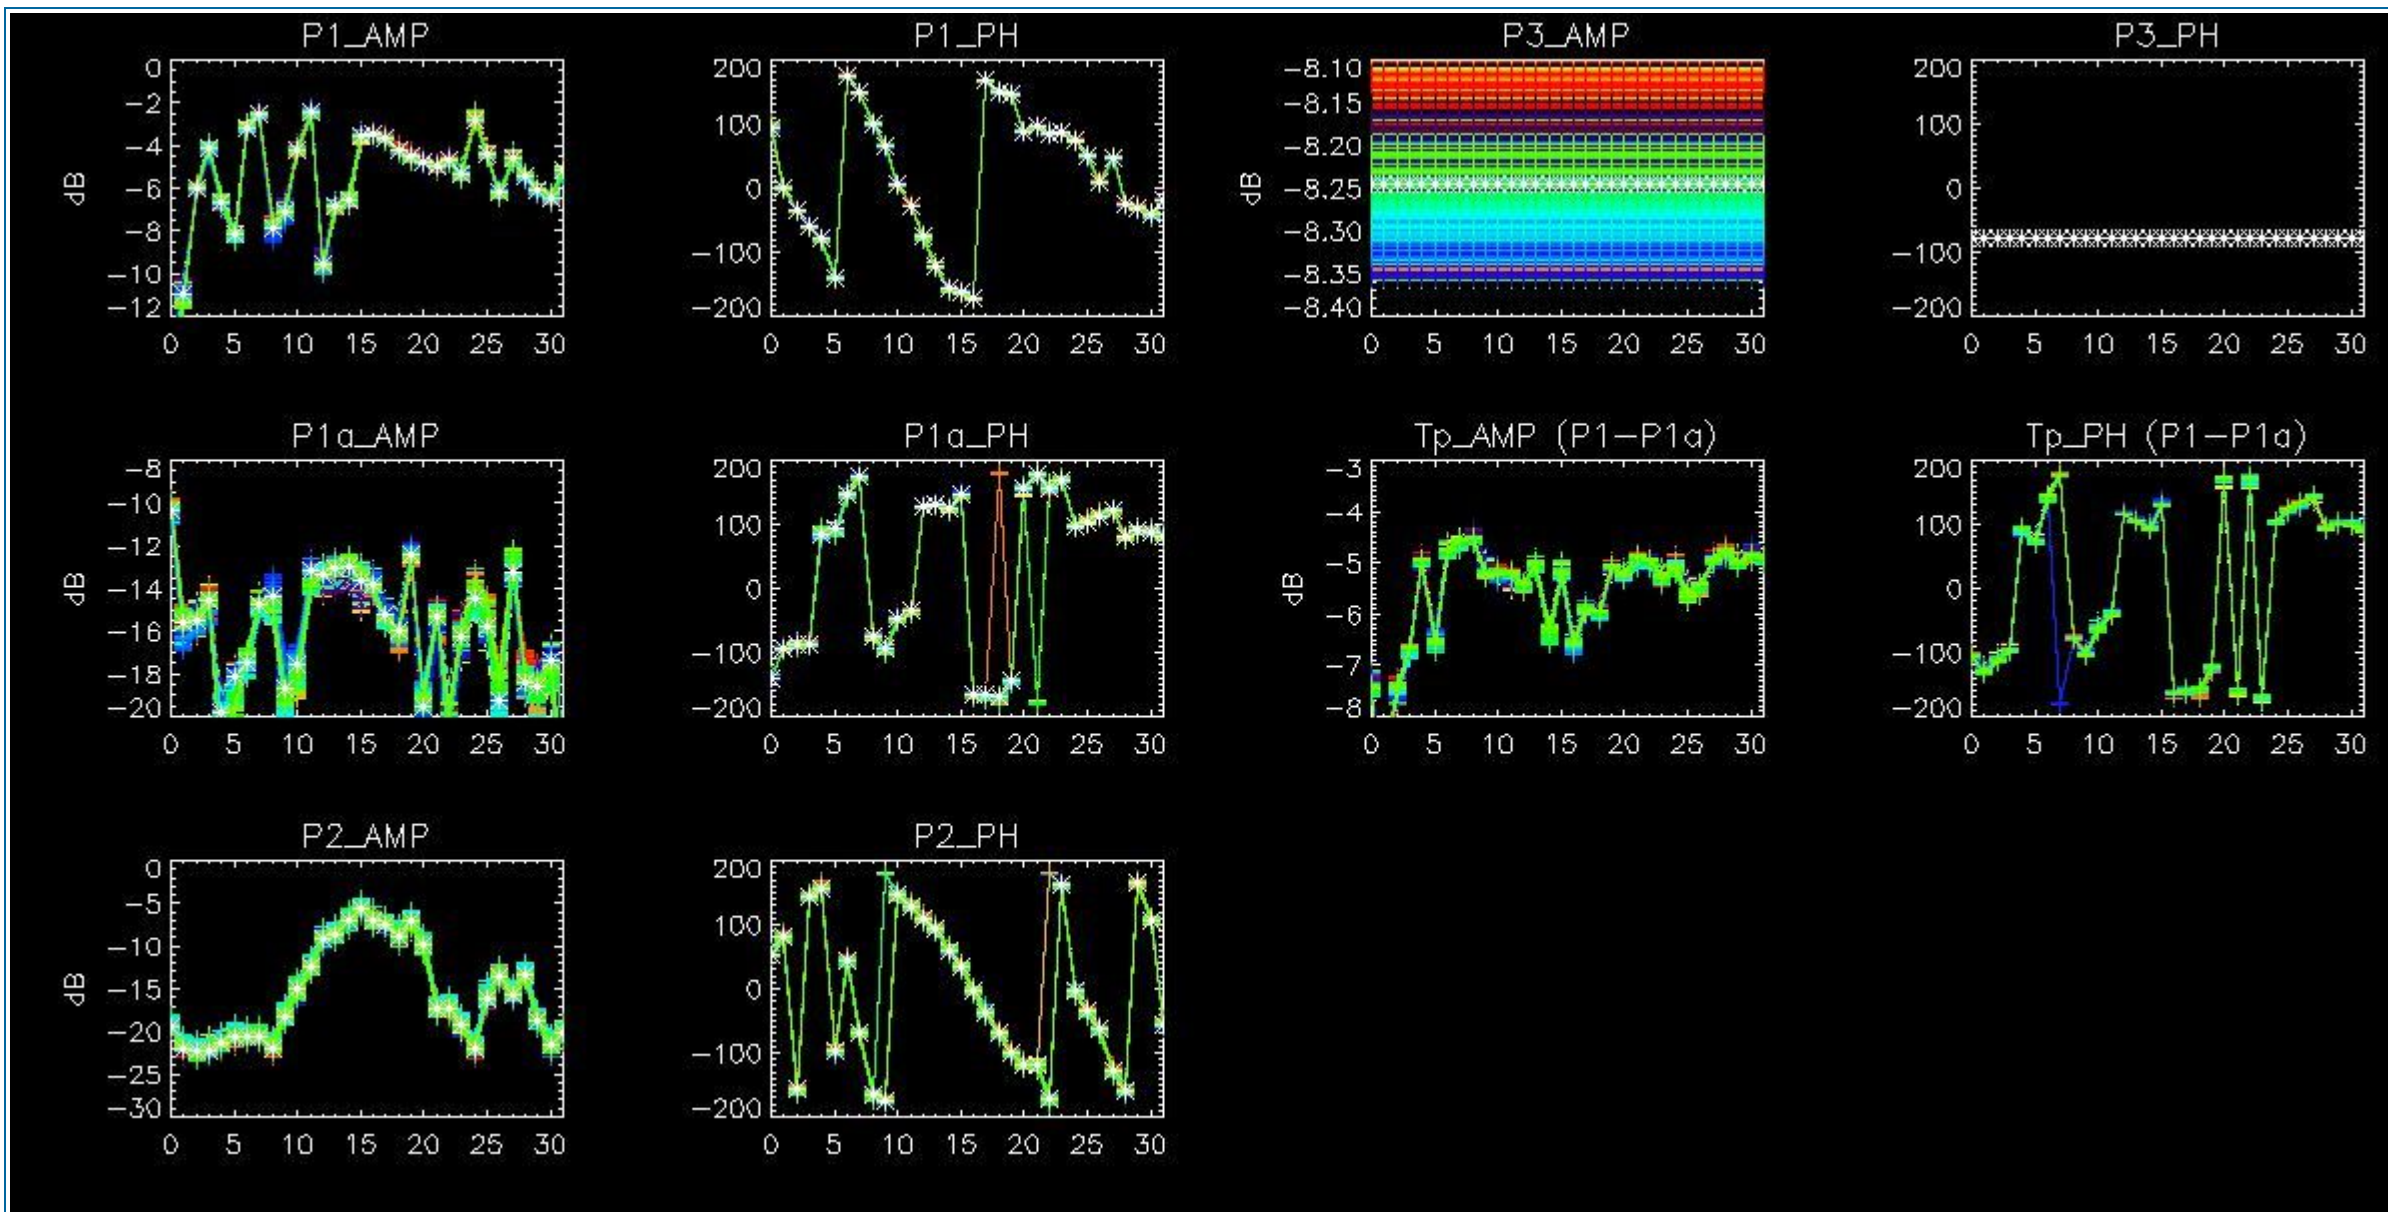 P1_AMP
0
−2
−4
−6
−8
−10
−12
dB
0 5 10 15 20 25 30
P1_PH
200
100
0
−100
−200
0 5 10 15 20 25 30
P3_AMP
−8.10
−8.15
−8.20
−8.25
−8.30
−8.35
−8.40
dB
0 5 10 15 20 25 30
P3_PH
200
100
0
−100
−200
0 5 10 15 20 25 30
P1a_AMP
−8
−10
−12
−14
−16
−18
−20
dB
0 5 10 15 20 25 30
P1a_PH
200
100
0
−100
−200
0 5 10 15 20 25 30
Tp_AMP (P1−P1a)
−3
−4
−5
−6
−7
−8
dB
0 5 10 15 20 25 30
Tp_PH (P1−P1a)
200
100
0
−100
−200
0 5 10 15 20 25 30
P2_AMP
0
−5
−10
−15
−20
−25
−30
dB
0 5 10 15 20 25 30
P2_PH
200
100
0
−100
−200
0 5 10 15 20 25 30